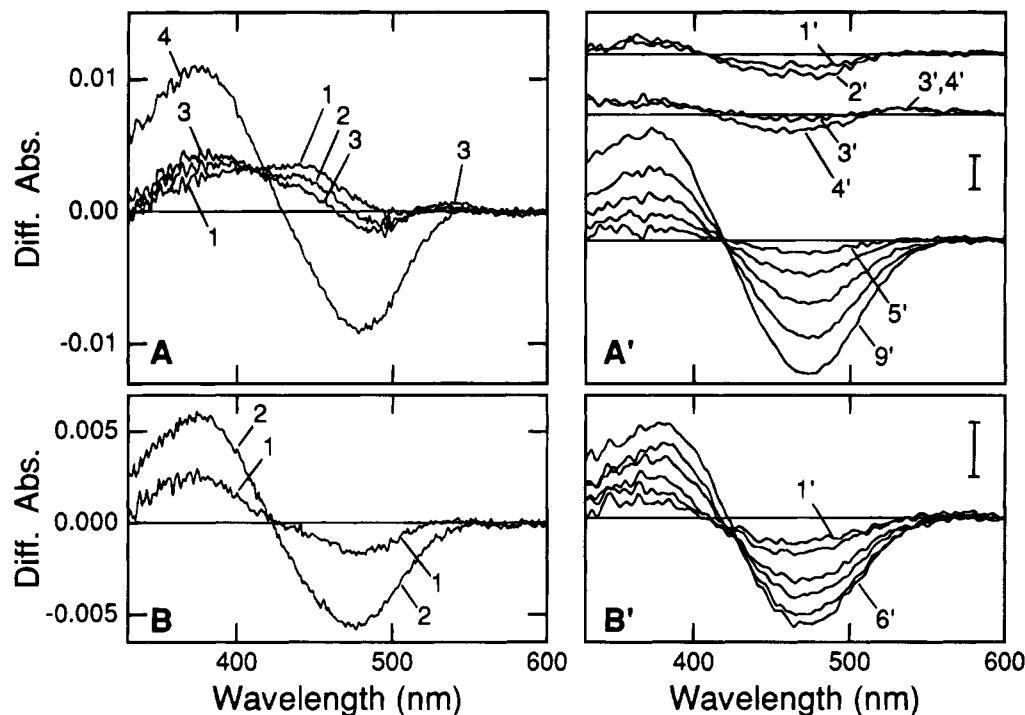 4
1
2
3
3
3
1
0.01
0.00
-0.01
Diff. Abs.
A
1'
2'
3',4'
3'
4'
5'
9'
A'
2
1
1
2
0.005
0.000
-0.005
Diff. Abs.
B
400 500 600
Wavelength (nm)
1'
6'
B'
400 500 600
Wavelength (nm)